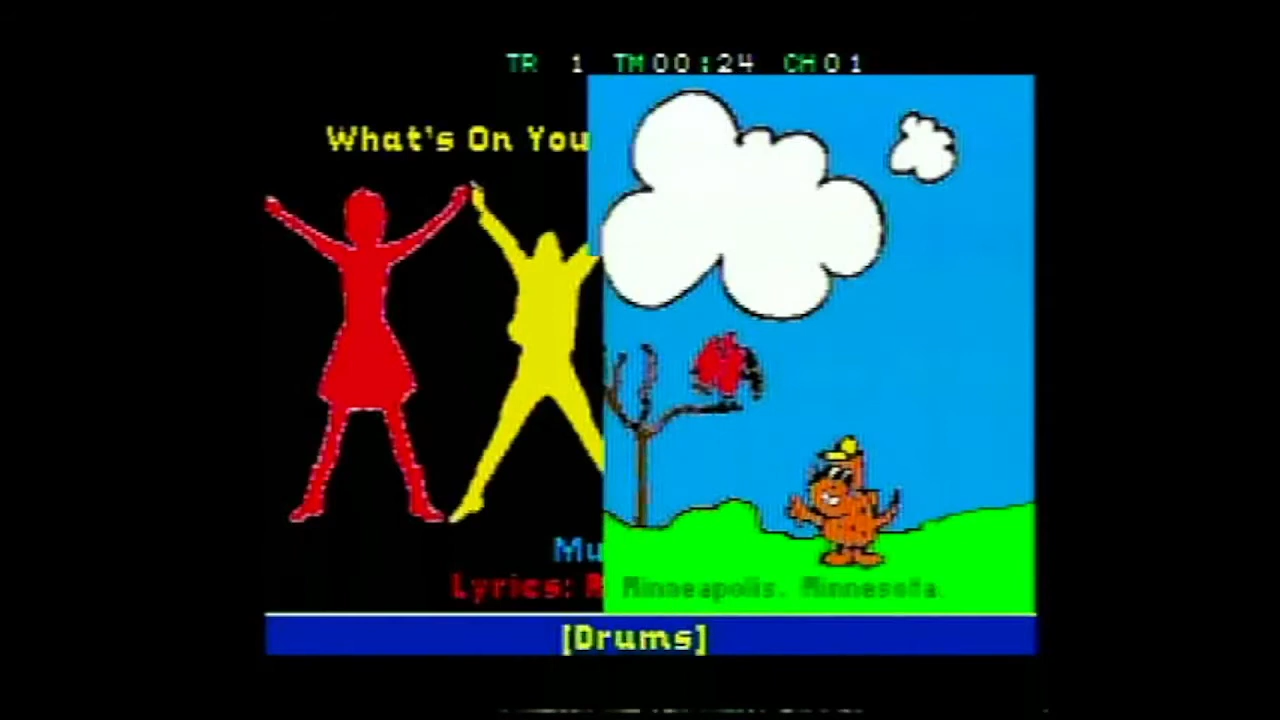 TR 1 TM00:24 CH01
What's On You
Mu
Lyrics:
Minneapolis, Minnesota.
[Drums]